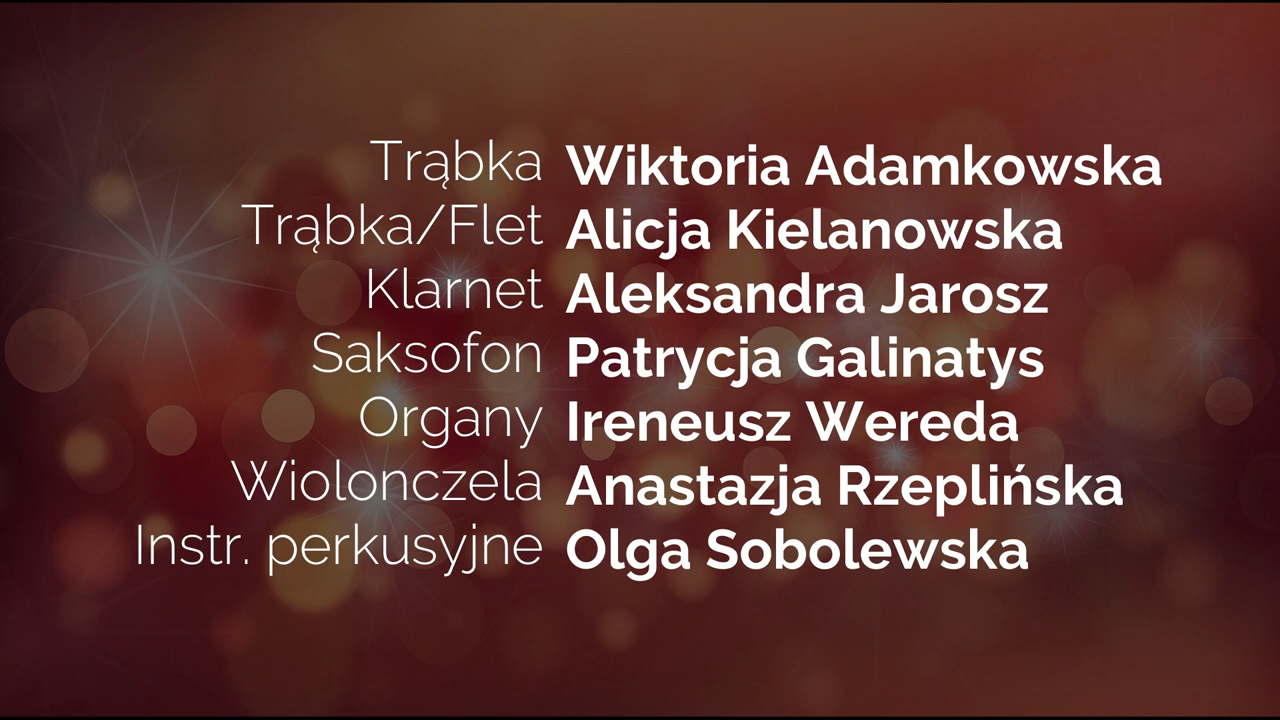 Trąbka Wiktoria Adamkowska
Trąbka/Flet Alicja Kielanowska
Klarnet Aleksandra Jarosz
Saksofon Patrycja Galinatys
Organy Ireneusz Wereda
Wiolonczela Anastazja Rzeplińska
Instr. perkusyjne Olga Sobolewska